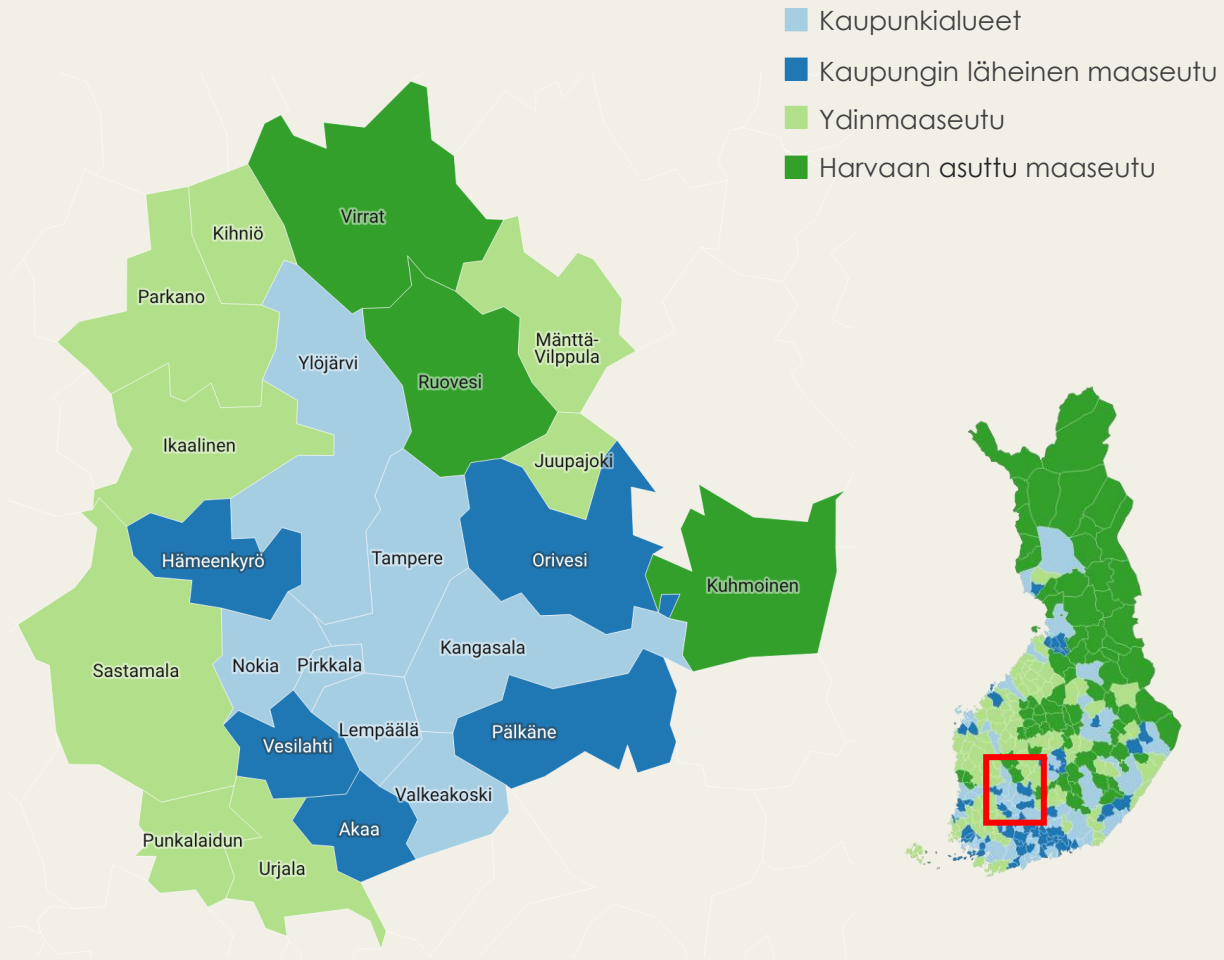 Kaupunkialueet
Kaupungin läheinen maaseutu
Ydinmaaseutu
Harvaan asuttu maaseutu
Virrat
Kihniö
Parkano
Mänttä-
Vilppula
Ylöjärvi
Ruovesi
Ikaalinen
Juupajoki
Hämeenkyrö
Tampere
Orivesi
Kuhmoinen
Kangasala
Sastamala
Nokia
Pirkkala
Lempäälä
Pälkäne
Vesilahti
Valkeakoski
Akaa
Punkalaidun
Urjala